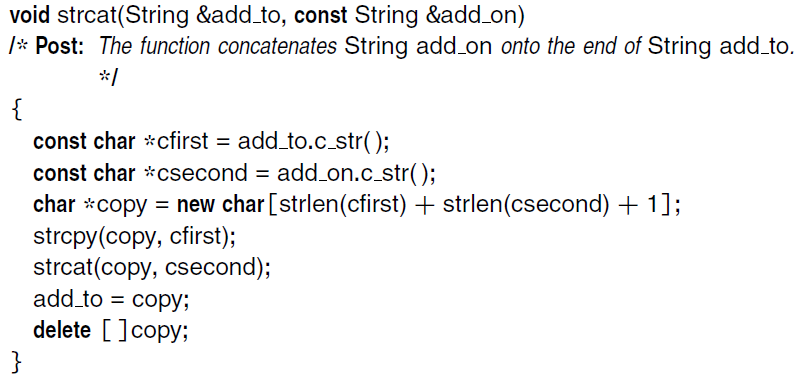 void strcat(String &add_to, const String &add_on)
/* Post: The function concatenates String add_on onto the end of String add_to.
*/
{
const char *cfirst = add_to.c_str( );
const char *csecond = add_on.c_str( );
char *copy = new char[strlen(cfirst) + strlen(csecond) + 1];
strcpy(copy, cfirst);
strcat(copy, csecond);
add_to = copy;
delete [ ]copy;
}